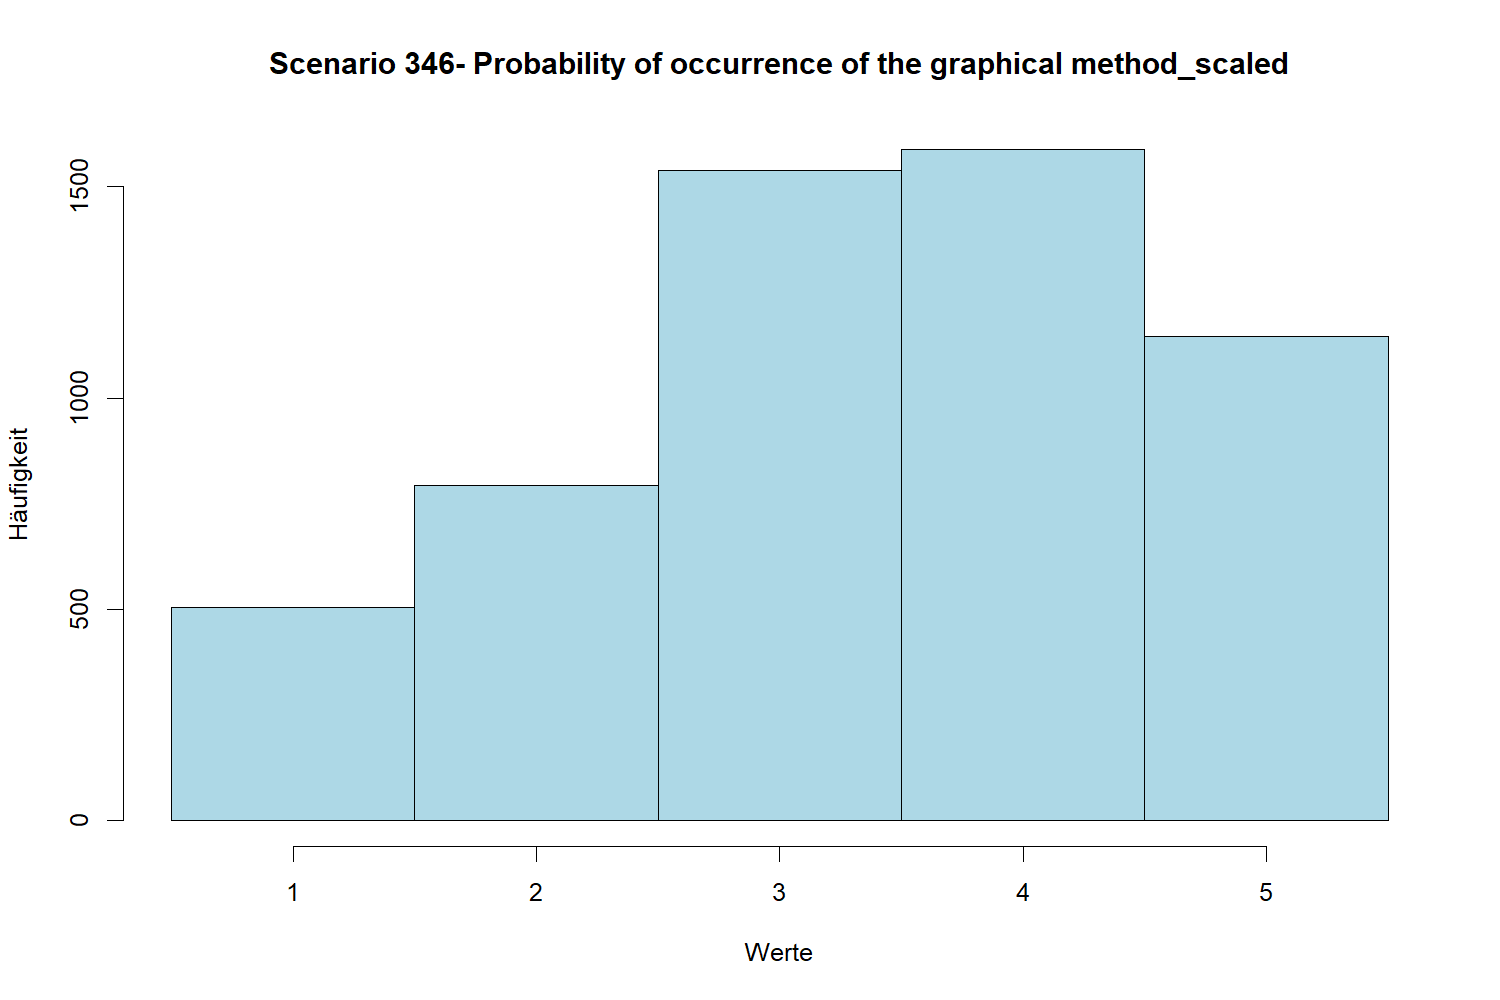 Scenario 346- Probability of occurrence of the graphical method_scaled
1500
1000
500
0
Häufigkeit
1 2 3 4 5
Werte